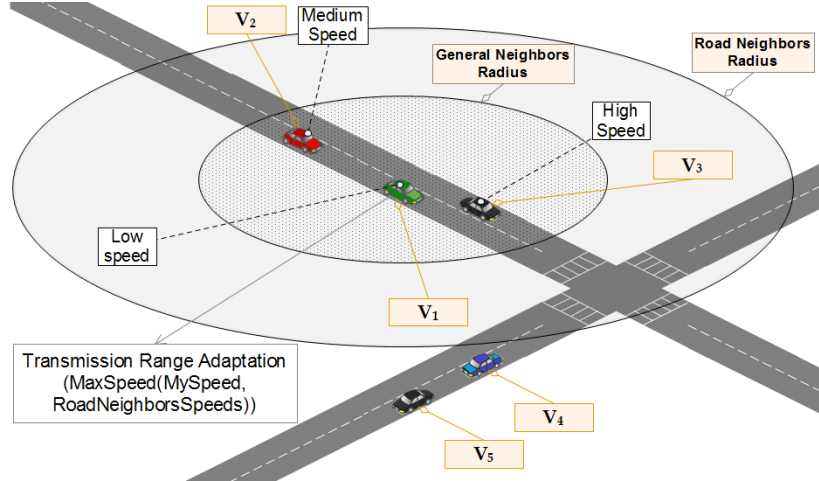 V2
Medium
Speed
General Neighbors
Radius
Road Neighbors
Radius
High
Speed
V3
Low
speed
V1
Transmission Range Adaptation
(MaxSpeed(MySpeed,
RoadNeighborsSpeeds))
V4
V5